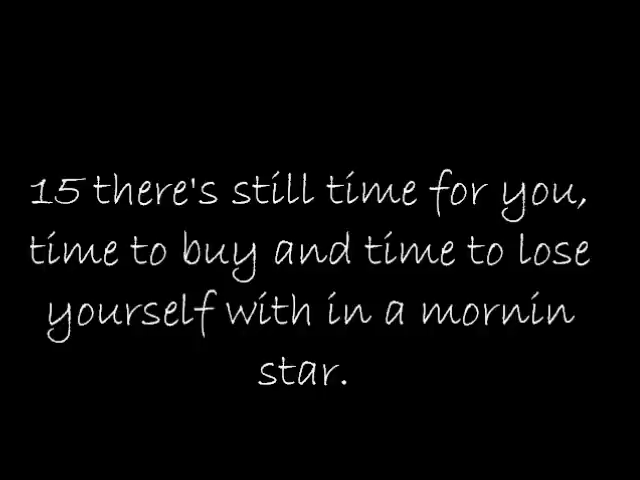 15 there's still time for you,
time to buy and time to lose
yourself with in a mornin
star.